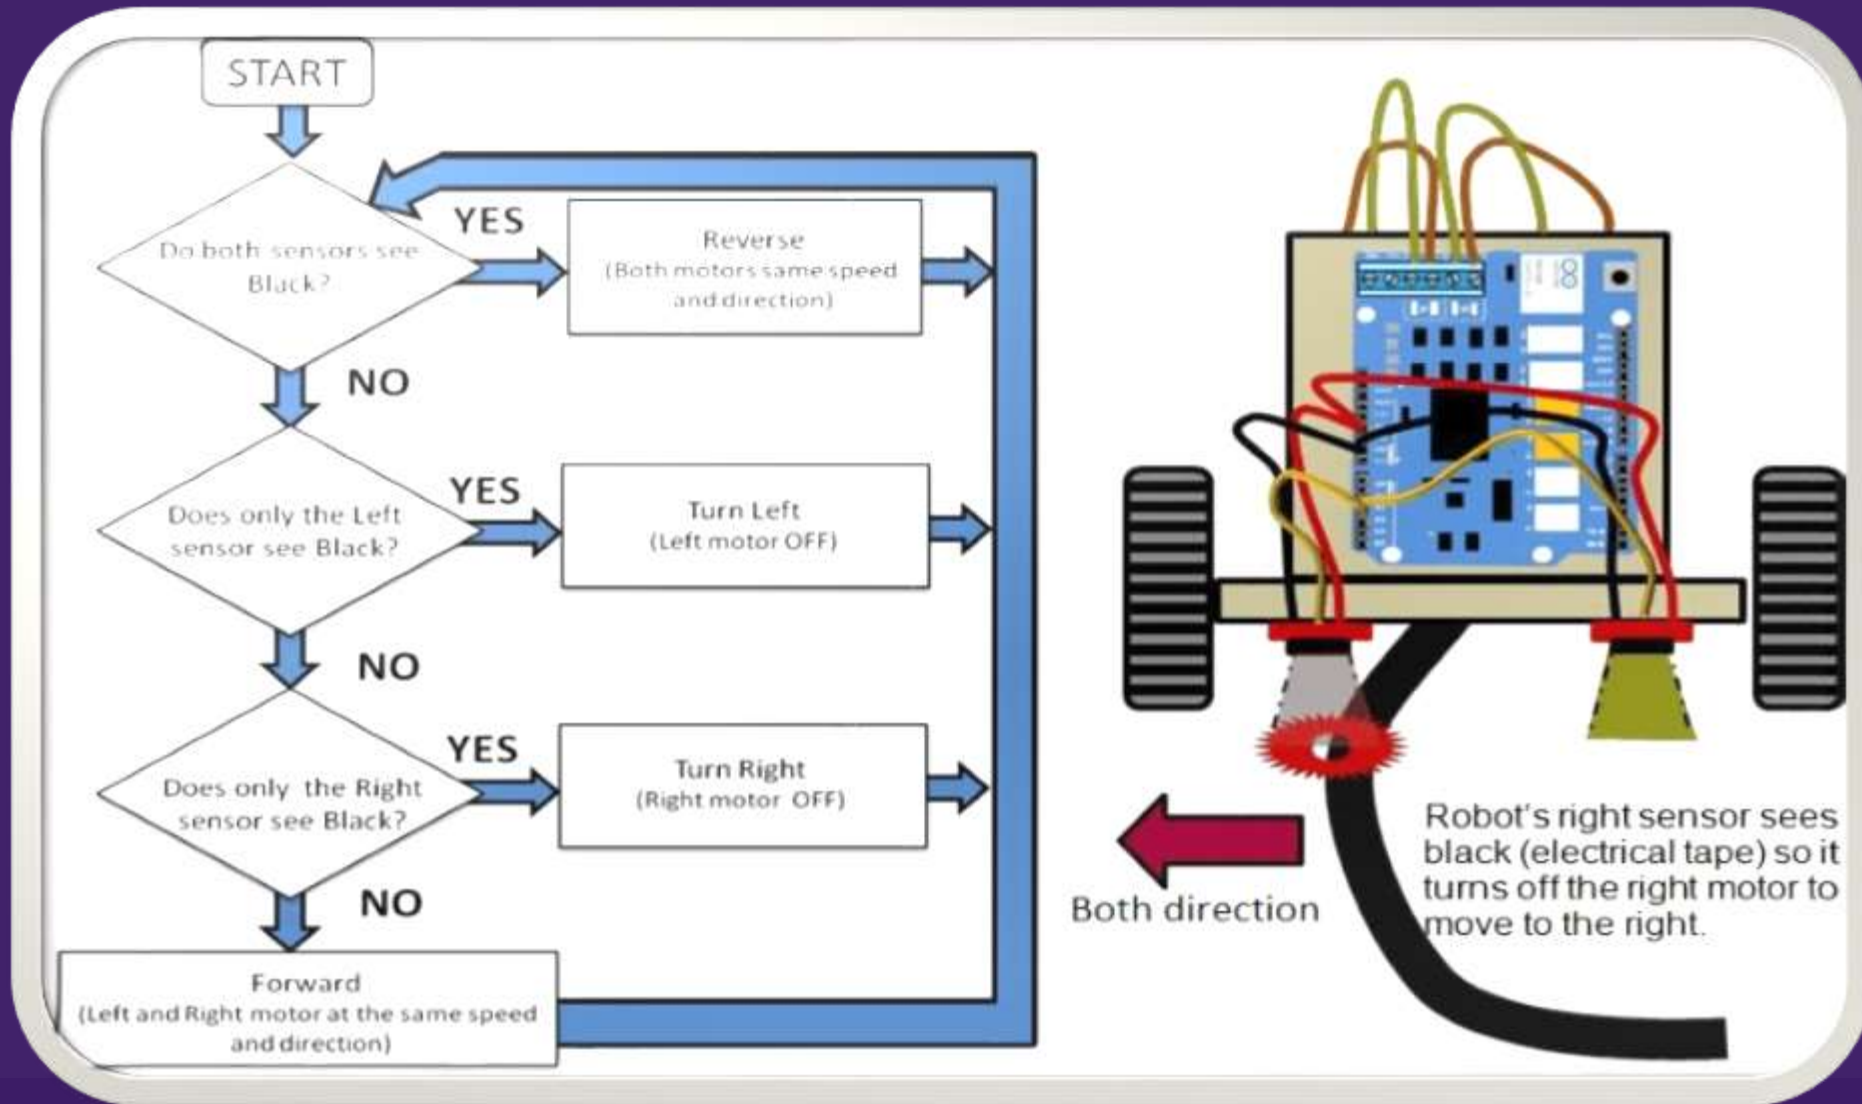 START
Do both sensors see
Black?
YES
Reverse
(Both motors same speed
and direction)
NO
Does only the Left
sensor see Black?
YES
Turn Left
(Left motor OFF)
NO
Does only the Right
sensor see Black?
YES
Turn Right
(Right motor OFF)
NO
Forward
(Left and Right motor at the same speed
and direction)
Both direction
Robot's right sensor sees
black (electrical tape) so it
turns off the right motor to
move to the right.